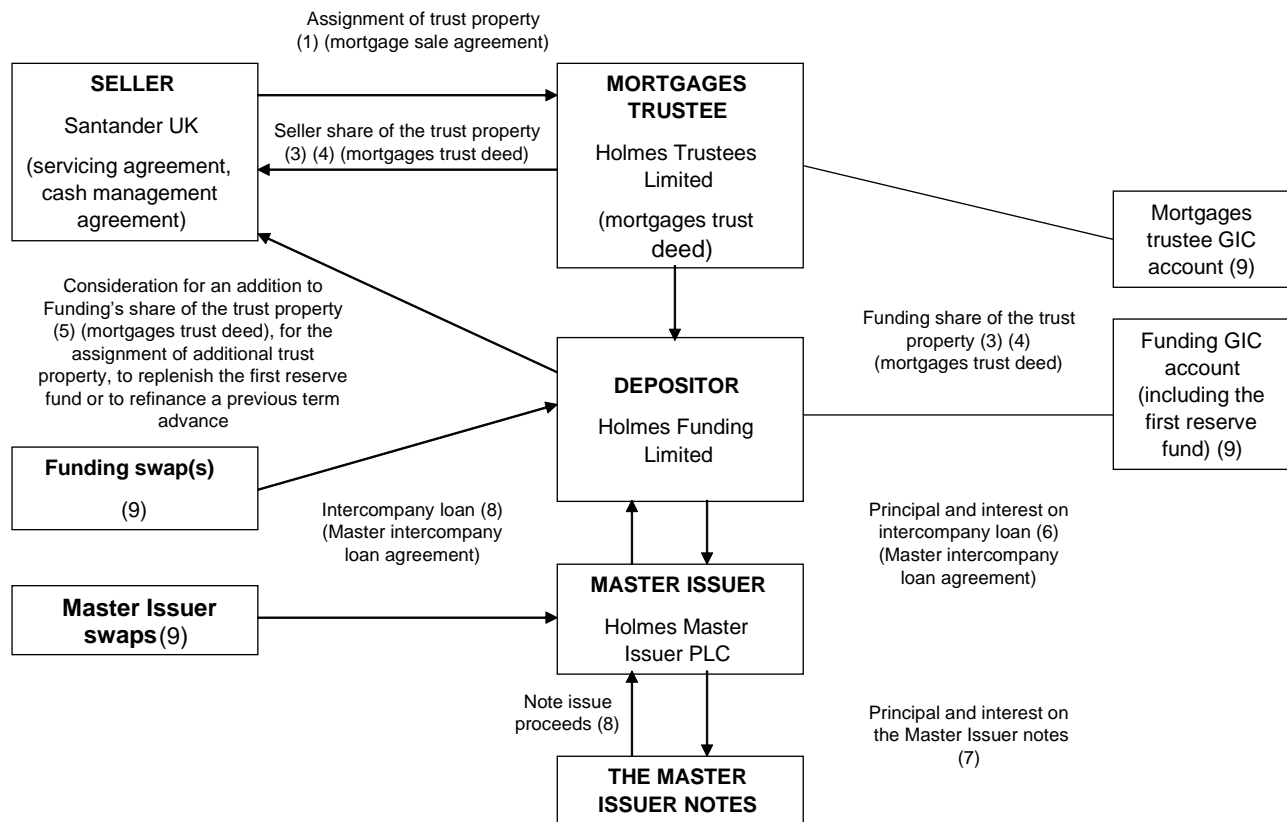 Assignment of trust property
(1) (mortgage sale agreement)
SELLER
Santander UK
(servicing agreement,
cash management
agreement)
MORTGAGES
TRUSTEE
Holmes Trustees
Limited
(mortgages trust
deed)
Seller share of the trust property
(3) (4) (mortgages trust deed)
Mortgages
trustee GIC
account (9)
Consideration for an addition to
Funding’s share of the trust property
(5) (mortgages trust deed), for the
assignment of additional trust
property, to replenish the first reserve
fund or to refinance a previous term
advance
Funding share of the trust
property (3) (4)
(mortgages trust deed)
DEPOSITOR
Holmes Funding
Limited
Funding GIC
account
(including the
first reserve
fund) (9)
Funding swap(s)
(9)
Intercompany loan (8)
(Master intercompany
loan agreement)
Principal and interest on
intercompany loan (6)
(Master intercompany
loan agreement)
Master Issuer
swaps(9)
MASTER ISSUER
Holmes Master
Issuer PLC
Note issue
proceeds (8)
Principal and interest on
the Master Issuer notes
(7)
THE MASTER
ISSUER NOTES